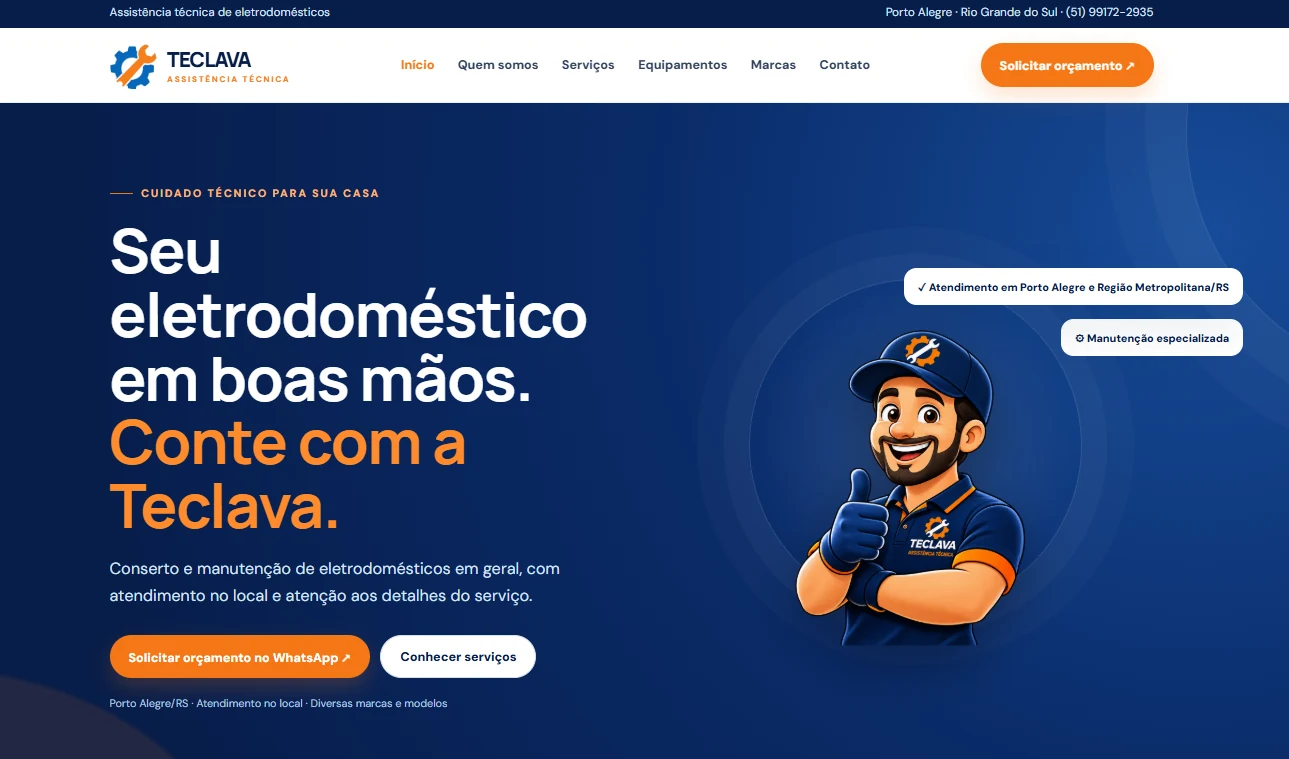 Assistência técnica de eletrodomésticos
Porto Alegre · Rio Grande do Sul · (51) 99172-2935
TECLAVA
ASSISTÊNCIA TÉCNICA
Início
Quem somos
Serviços
Equipamentos
Marcas
Contato
Solicitar orçamento ↗
CUIDADO TÉCNICO PARA SUA CASA
Seu
eletrodoméstico
em boas mãos.
Conte com a
Teclava.
Conserto e manutenção de eletrodomésticos em geral, com
atendimento no local e atenção aos detalhes do serviço.
Solicitar orçamento no WhatsApp ↗
Conhecer serviços
Porto Alegre/RS · Atendimento no local · Diversas marcas e modelos
✓ Atendimento em Porto Alegre e Região Metropolitana/RS
⚙ Manutenção especializada
TECLAVA
ASSISTÊNCIA TÉCNICA